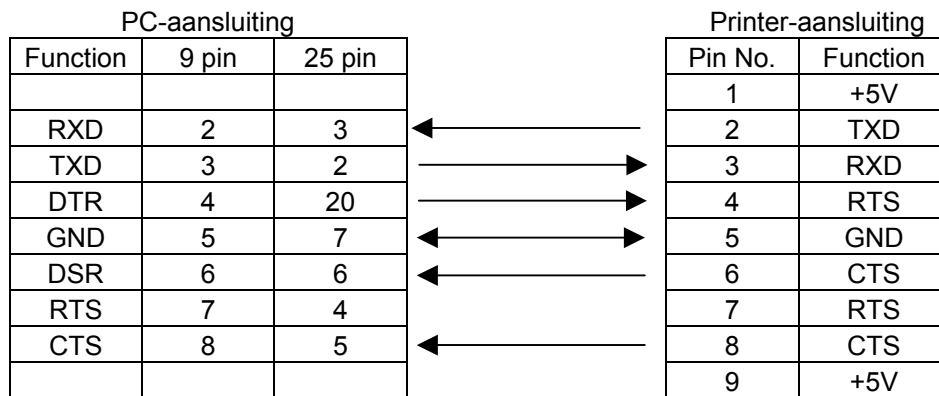 PC-aansluiting Printer-aansluiting
Function 9 pin 25 pin Pin No. Function
1 +5V
RXD 2 3 2 TXD
TXD 3 2 3 RXD
DTR 4 20 4 RTS
GND 5 7 5 GND
DSR 6 6 6 CTS
RTS 7 4 7 RTS
CTS 8 5 8 CTS
9 +5V